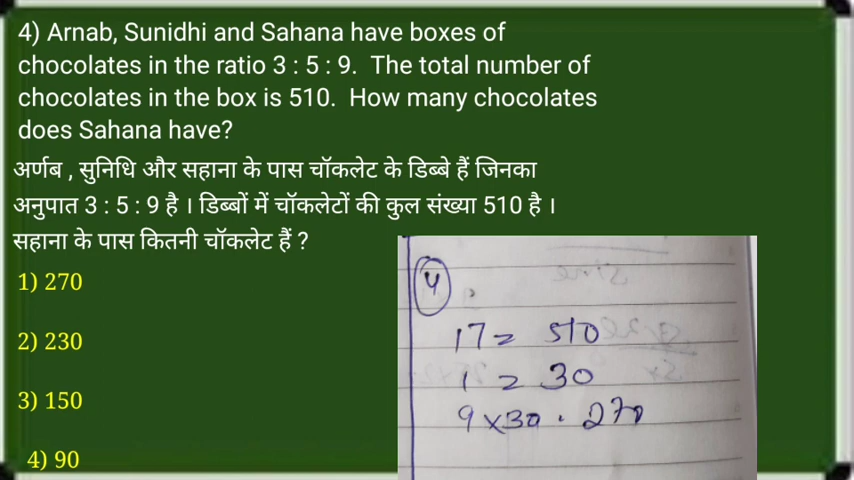 4) Arnab, Sunidhi and Sahana have boxes of
chocolates in the ratio 3 : 5 : 9. The total number of
chocolates in the box is 510. How many chocolates
does Sahana have?
अर्णब , सुनिधि और सहाना के पास चॉकलेट के डिब्बे हैं जिनका
अनुपात 3 : 5 : 9 है । डिब्बों में चॉकलेटों की कुल संख्या 510 है ।
सहाना के पास कितनी चॉकलेट हैं ?
1) 270
2) 230
3) 150
4) 90
4
17 = 510
1 = 30
9 x 30 . 270